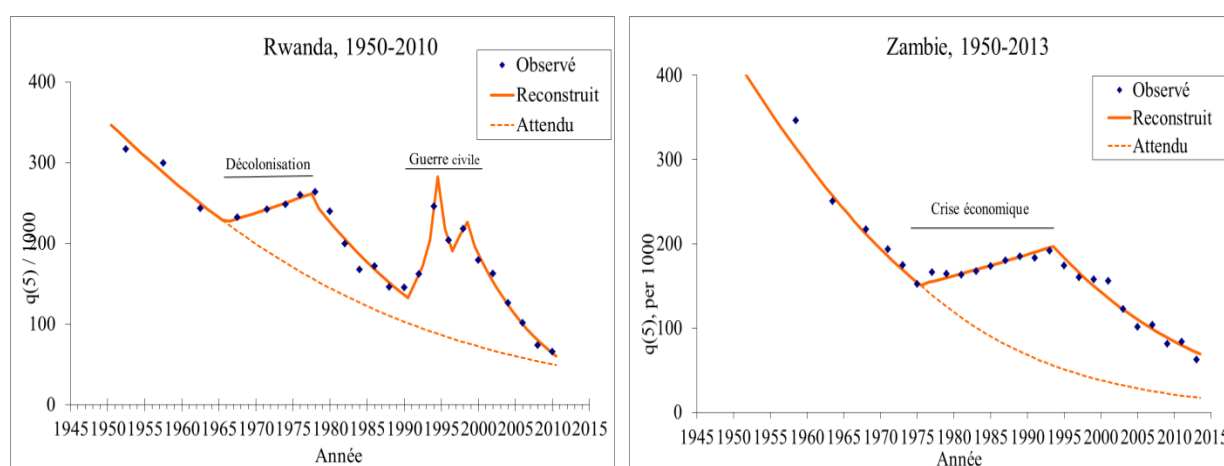 Rwanda, 1950-2010
Observé
Reconstruit
Attendu
Décolonisation
Guerre civile
q(5) / 1000
400
300
200
100
0
1945 1950 1955 1960 1965 1970 1975 1980 1985 1990 1995 2000 2005 2010 2015
Année
Zambie, 1950-2013
Observé
Reconstruit
Attendu
Crise économique
q(5), per 1000
400
300
200
100
0
1945 1950 1955 1960 1965 1970 1975 1980 1985 1990 1995 2000 2005 2010 2015
Année